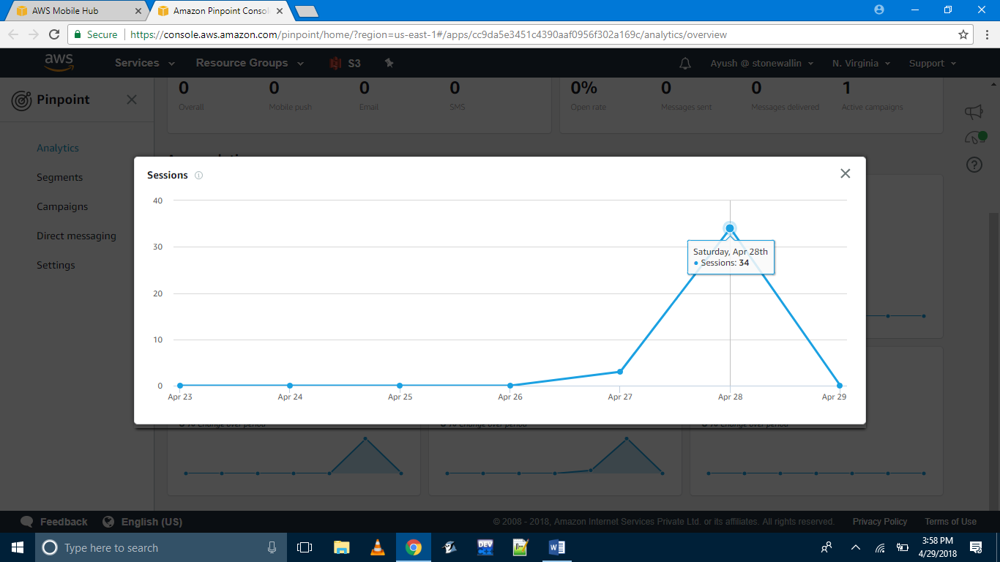 AWS Mobile Hub
Amazon Pinpoint Consol
Secure https://console.aws.amazon.com/pinpoint/home/?region=us-east-1#/apps/cc9da5e3451c4390aaf0956f302a169c/analytics/overview
aws Services Resource Groups S3 Ayush @ stonewallin N. Virginia Support
Pinpoint
0 0 0 0 0% 0 0 1
Overall Mobile push Email SMS Open rate Messages sent Messages delivered Active campaigns
Analytics
Segments
Campaigns
Direct messaging
Settings
Sessions
40
30
20
10
0
Saturday, Apr 28th
Sessions: 34
Apr 23 Apr 24 Apr 25 Apr 26 Apr 27 Apr 28 Apr 29
Feedback English (US) © 2008 - 2018, Amazon Internet Services Private Ltd. or its affiliates. All rights reserved. Privacy Policy Terms of Use
Type here to search
DEV
3:58 PM
4/29/2018